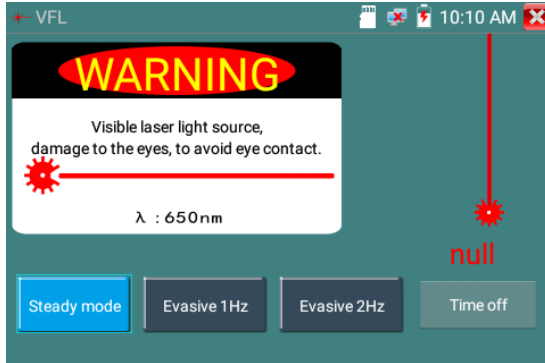 VFL
10:10 AM
WARNING
Visible laser light source,
damage to the eyes, to avoid eye contact.
λ :650nm
null
Steady mode
Evasive 1Hz
Evasive 2Hz
Time off